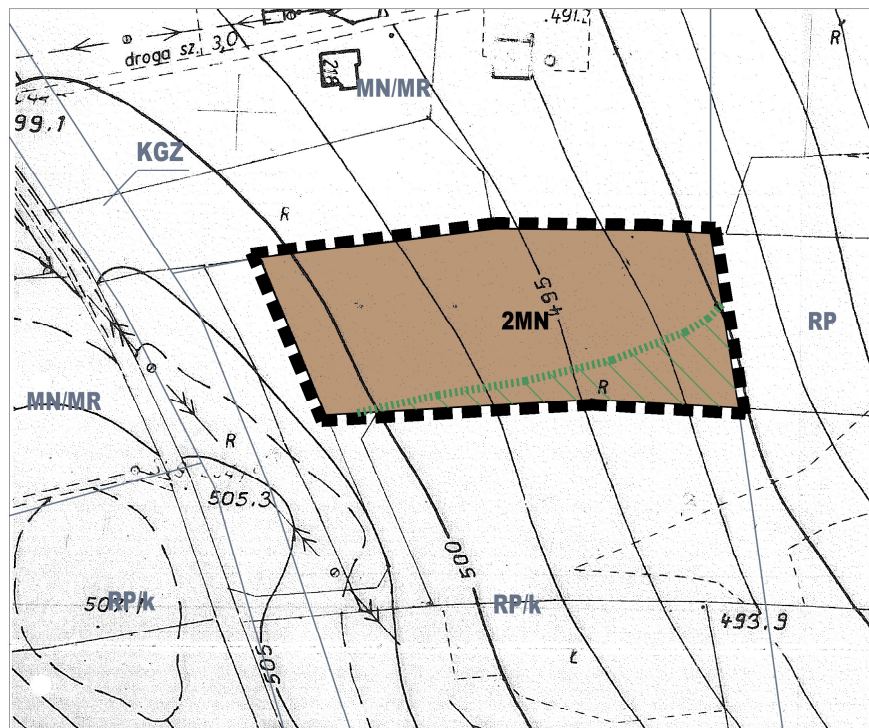 .491.2
R
droga sz. 3,0
218
MN/MR
99.1
KGZ
R
495
2MN
RP
R
MN/MR
R
505.3
500
RP/k
RP/k
493.9
505
Ł